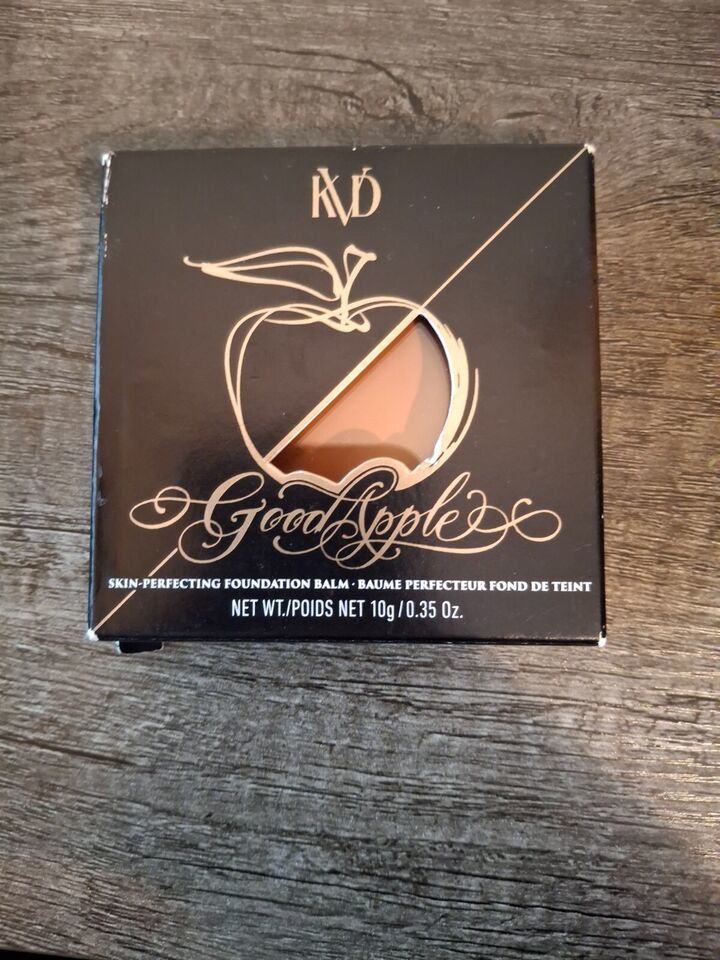 KVD
Good Apple
SKIN-PERFECTING FOUNDATION BALM · BAUME PERFECTEUR FOND DE TEINT
NET WT./POIDS NET 10g / 0.35 Oz.